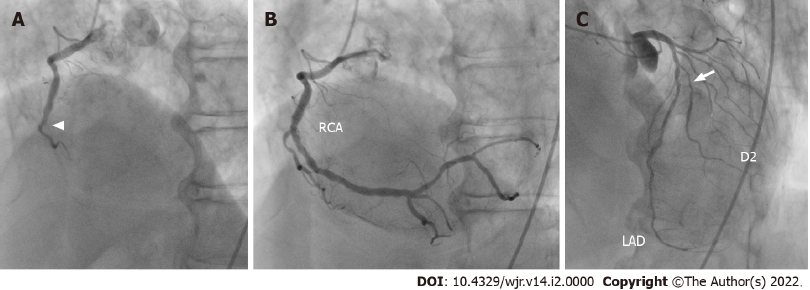 A
B
C
RCA
D2
LAD
DOI: 10.4329/wjr.v14.i2.0000 Copyright ©The Author(s) 2022.